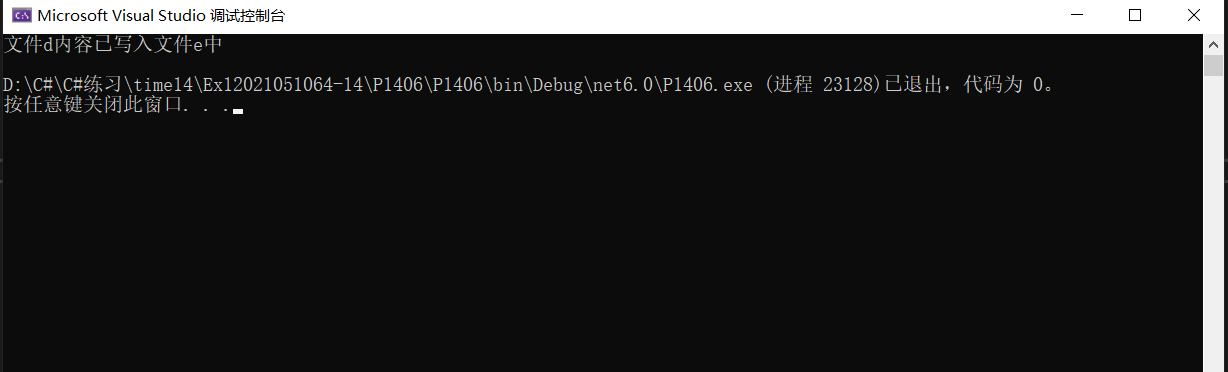 Microsoft Visual Studio 调试控制台
文件d内容已写入文件e中
D:\C#\C#练习\time14\Ex12021051064-14\P1406\P1406\bin\Debug\net6.0\P1406.exe (进程 23128)已退出，代码为 0。
按任意键关闭此窗口. . .